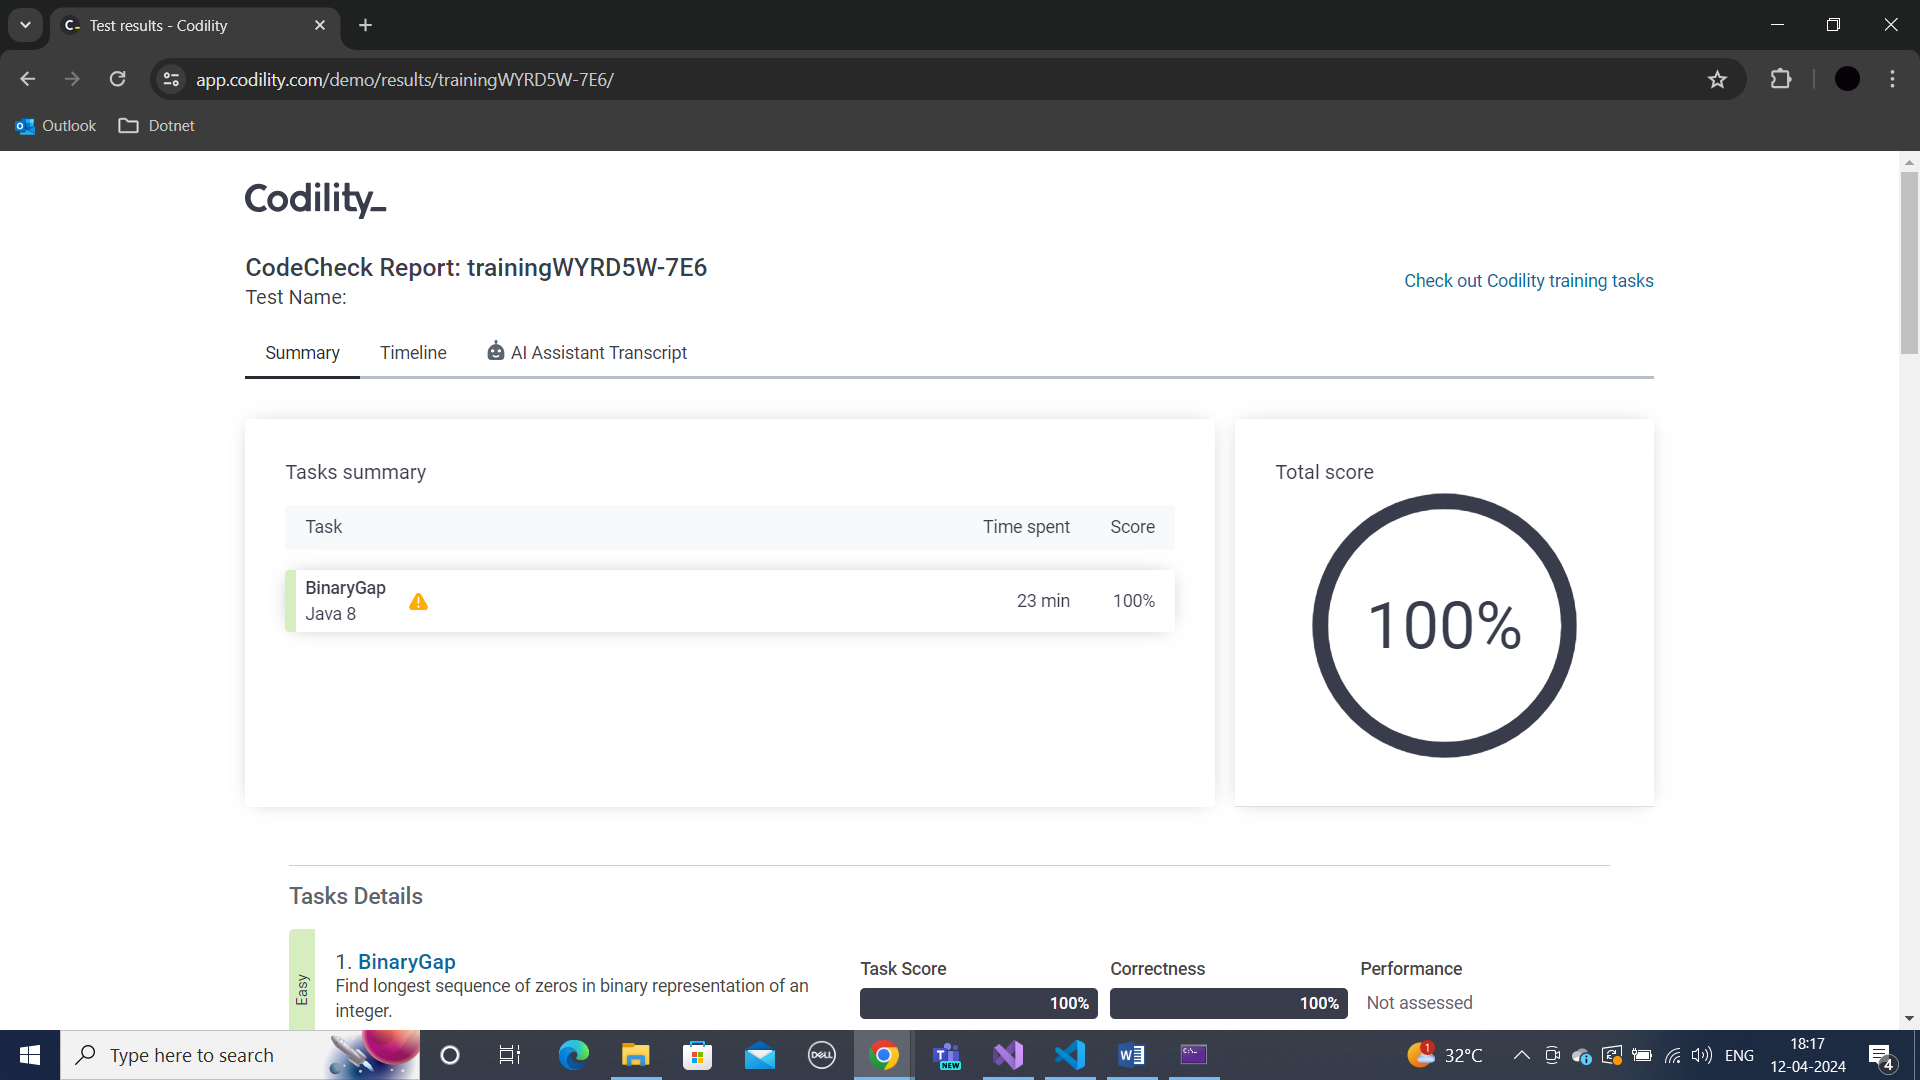 Test results - Codility
app.codility.com/demo/results/trainingWYRD5W-7E6/
Outlook
Dotnet
Codility_
CodeCheck Report: trainingWYRD5W-7E6
Test Name:
Check out Codility training tasks
Summary
Timeline
AI Assistant Transcript
Tasks summary
Task Time spent Score
BinaryGap
Java 8
23 min 100%
Total score
100%
Tasks Details
Easy
1. BinaryGap
Find longest sequence of zeros in binary representation of an
integer.
Task Score
100%
Correctness
100%
Performance
Not assessed
Type here to search
DELL
NEW
1
32°C
ENG
18:17
12-04-2024
4